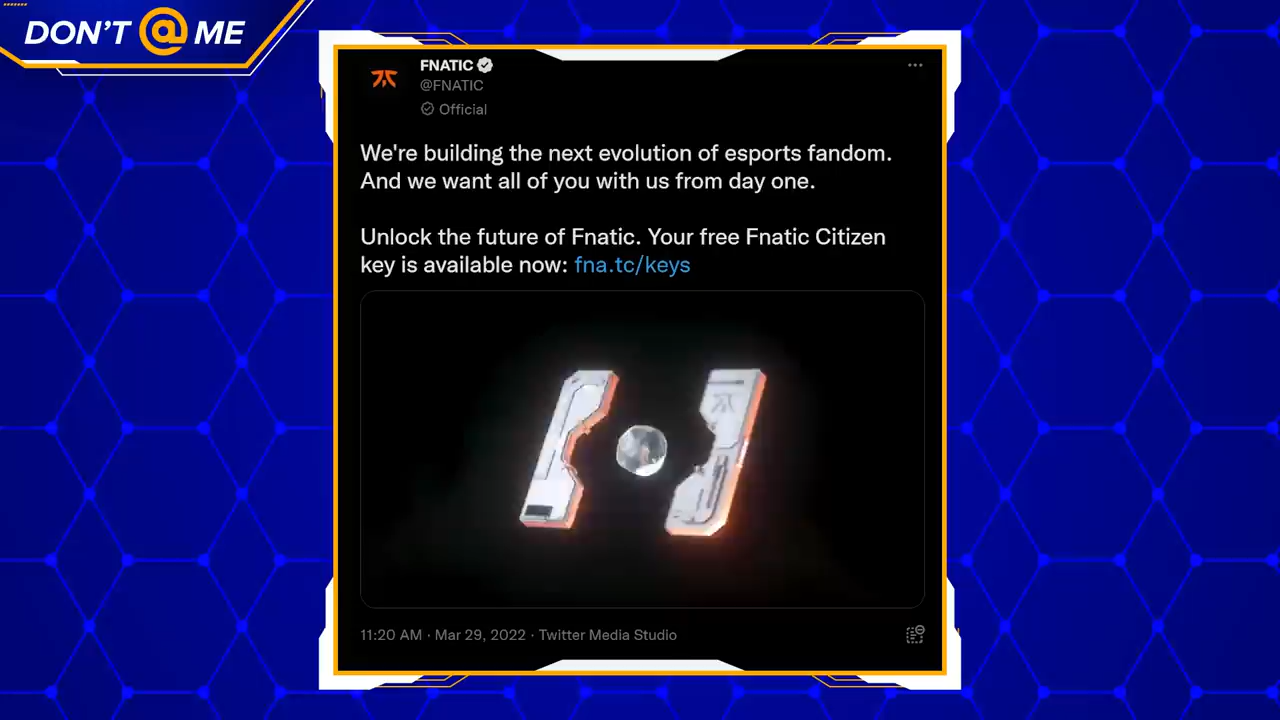 DON'T @ ME
FNATIC
@FNATIC
Official
We're building the next evolution of esports fandom.
And we want all of you with us from day one.
Unlock the future of Fnatic. Your free Fnatic Citizen
key is available now: fna.tc/keys
11:20 AM · Mar 29, 2022 · Twitter Media Studio